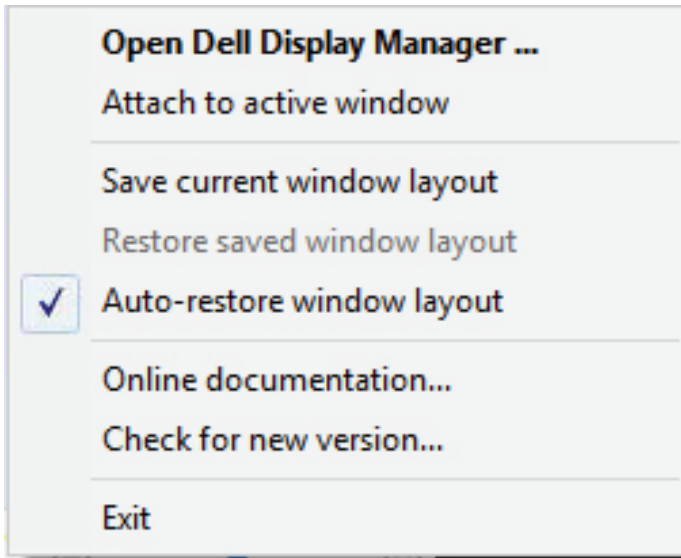 Open Dell Display Manager ...
Attach to active window
Save current window layout
Restore saved window layout
Auto-restore window layout
Online documentation...
Check for new version...
Exit